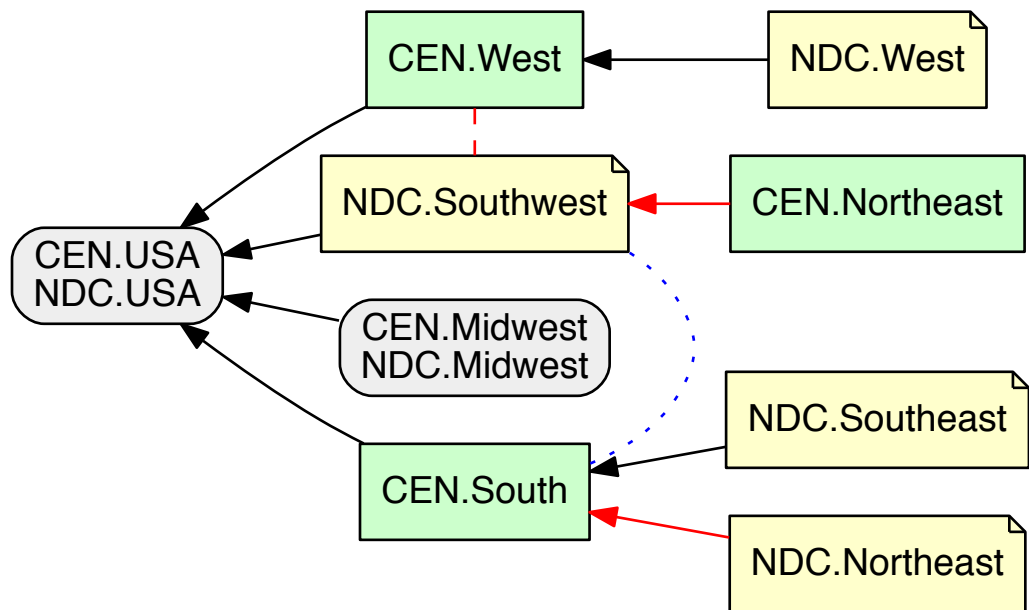 CEN.West
NDC.West
NDC.Southwest
CEN.Northeast
CEN.USA
NDC.USA
CEN.Midwest
NDC.Midwest
NDC.Southeast
CEN.South
NDC.Northeast